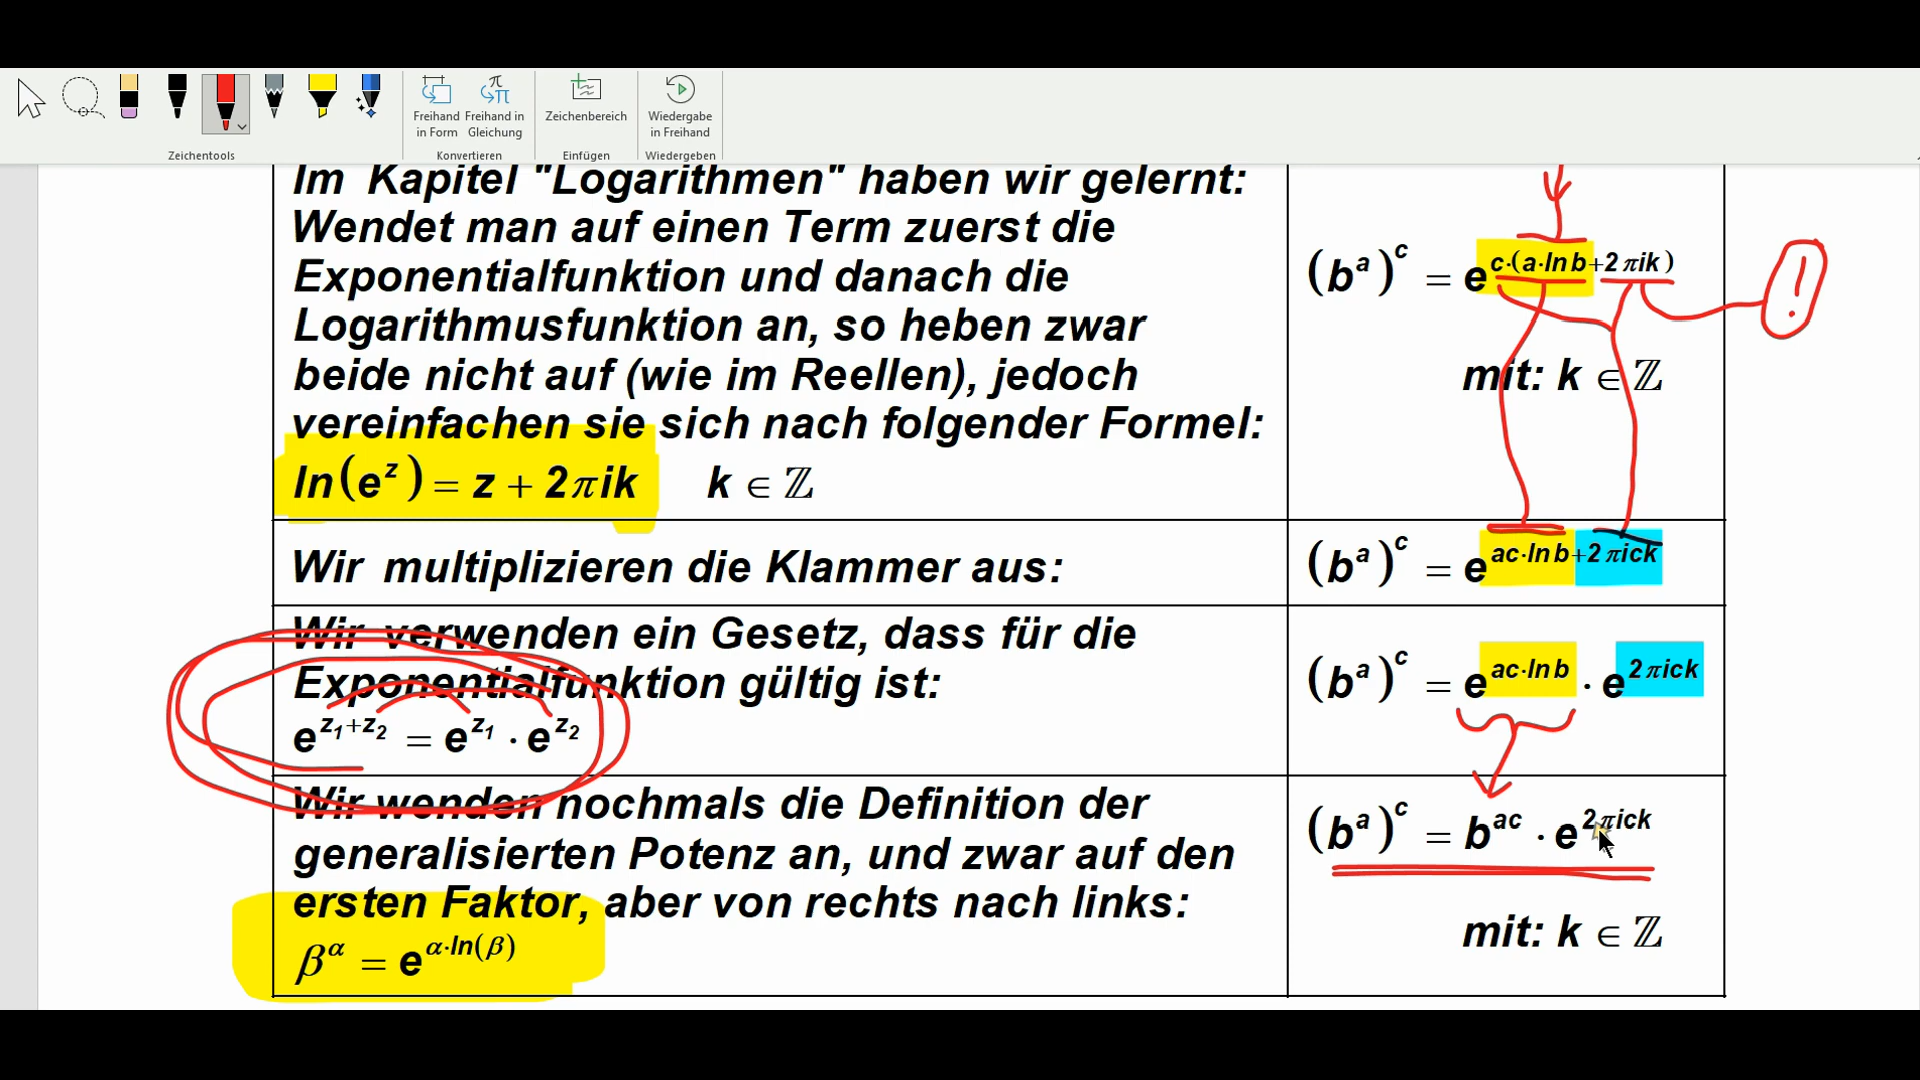 Freihand in Form
Freihand in Gleichung
Zeichenbereich
Wiedergabe in Freihand
Zeichentools
Konvertieren
Einfügen
Wiedergeben
Im Kapitel "Logarithmen" haben wir gelernt:
Wendet man auf einen Term zuerst die
Exponentialfunktion und danach die
Logarithmusfunktion an, so heben zwar
beide nicht auf (wie im Reellen), jedoch
vereinfachen sie sich nach folgender Formel:
ln(e^z) = z + 2πik k ∈ ℤ
(b^a)^c = e^(c·(a·ln b+2πik))
mit: k ∈ ℤ
!
Wir multiplizieren die Klammer aus:
(b^a)^c = e^(ac·ln b+2πick)
Wir verwenden ein Gesetz, dass für die
Exponentialfunktion gültig ist:
e^(z₁+z₂) = e^(z₁) · e^(z₂)
(b^a)^c = e^(ac·ln b) · e^(2πick)
Wir wenden nochmals die Definition der
generalisierten Potenz an, und zwar auf den
ersten Faktor, aber von rechts nach links:
β^α = e^(α·ln(β))
(b^a)^c = b^(ac) · e^(2πick)
mit: k ∈ ℤ